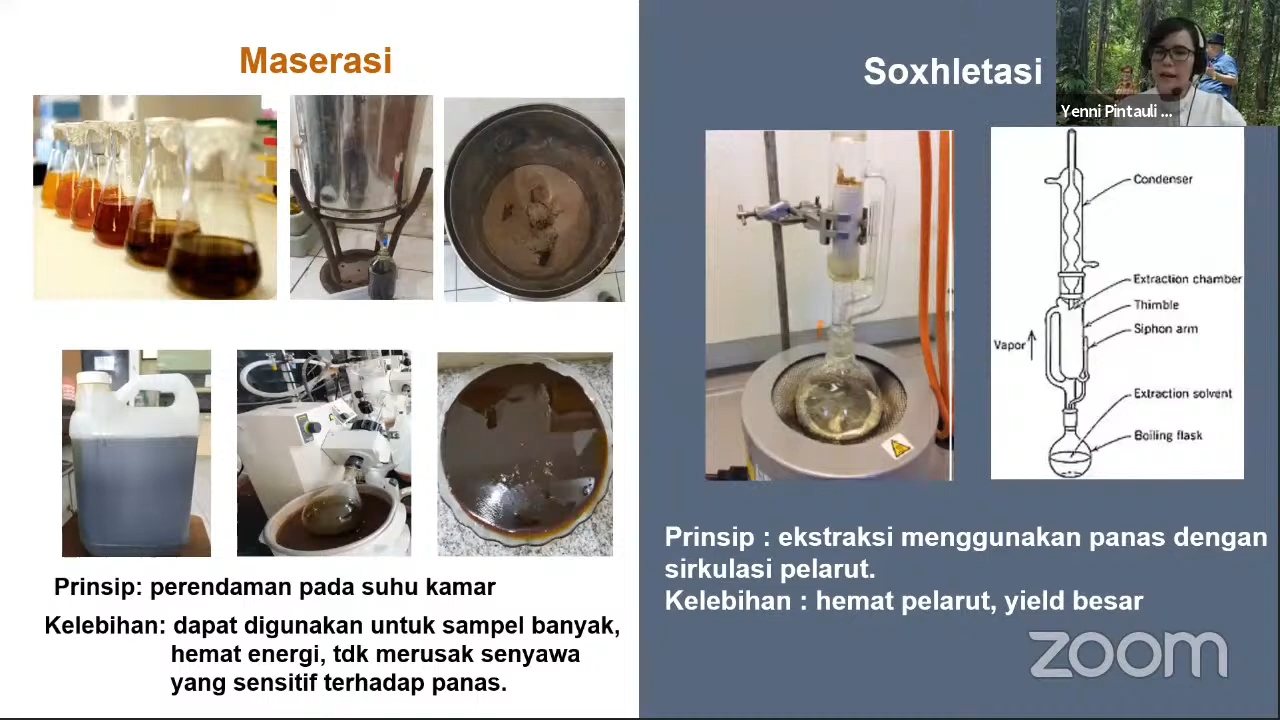 Maserasi
Prinsip: perendaman pada suhu kamar
Kelebihan: dapat digunakan untuk sampel banyak,
hemat energi, tdk merusak senyawa
yang sensitif terhadap panas.
Soxhletasi
Yenni Pintauli ...
Condenser
Extraction chamber
Thimble
Siphon arm
Vapor
Extraction solvent
Boiling flask
Prinsip : ekstraksi menggunakan panas dengan
sirkulasi pelarut.
Kelebihan : hemat pelarut, yield besar
zoom